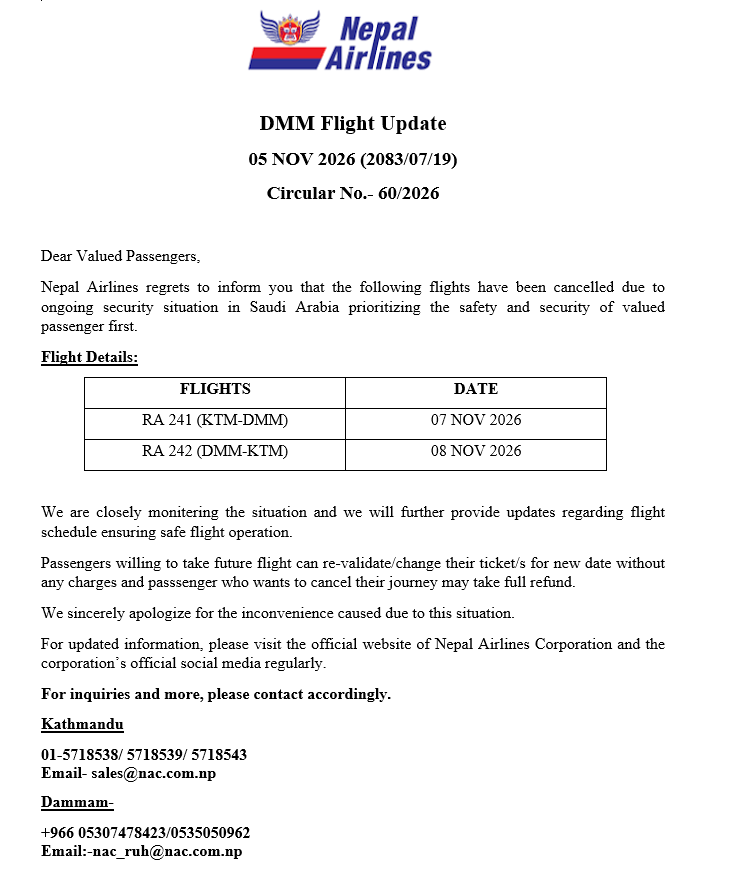 Nepal
Airlines
DMM Flight Update
05 NOV 2026 (2083/07/19)
Circular No.- 60/2026
Dear Valued Passengers,
Nepal Airlines regrets to inform you that the following flights have been cancelled due to
ongoing security situation in Saudi Arabia prioritizing the safety and security of valued
passenger first.
Flight Details:
FLIGHTS DATE
RA 241 (KTM-DMM) 07 NOV 2026
RA 242 (DMM-KTM) 08 NOV 2026
We are closely monitering the situation and we will further provide updates regarding flight
schedule ensuring safe flight operation.
Passengers willing to take future flight can re-validate/change their ticket/s for new date without
any charges and passsenger who wants to cancel their journey may take full refund.
We sincerely apologize for the inconvenience caused due to this situation.
For updated information, please visit the official website of Nepal Airlines Corporation and the
corporation’s official social media regularly.
For inquiries and more, please contact accordingly.
Kathmandu
01-5718538/ 5718539/ 5718543
Email- sales@nac.com.np
Dammam-
+966 05307478423/0535050962
Email:-nac_ruh@nac.com.np